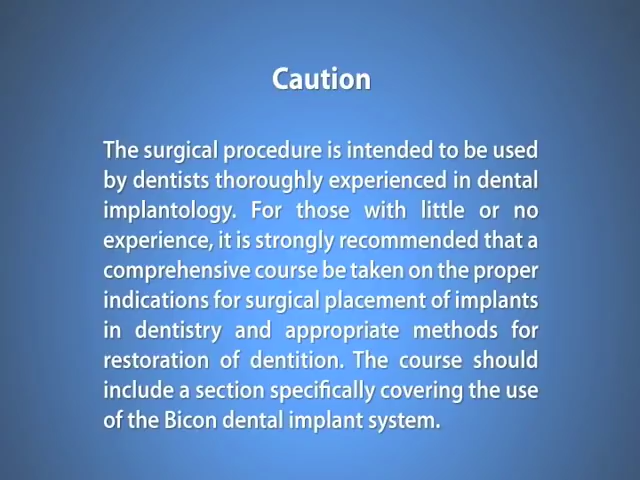 Caution
The surgical procedure is intended to be used
by dentists thoroughly experienced in dental
implantology. For those with little or no
experience, it is strongly recommended that a
comprehensive course be taken on the proper
indications for surgical placement of implants
in dentistry and appropriate methods for
restoration of dentition. The course should
include a section specifically covering the use
of the Bicon dental implant system.